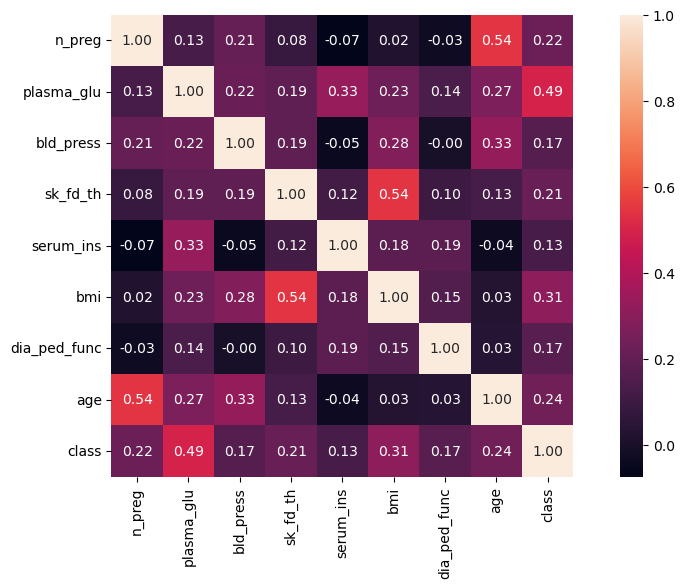 n_preg 1.00 0.13 0.21 0.08 -0.07 0.02 -0.03 0.54 0.22
plasma_glu 0.13 1.00 0.22 0.19 0.33 0.23 0.14 0.27 0.49
bld_press 0.21 0.22 1.00 0.19 -0.05 0.28 -0.00 0.33 0.17
sk_fd_th 0.08 0.19 0.19 1.00 0.12 0.54 0.10 0.13 0.21
serum_ins -0.07 0.33 -0.05 0.12 1.00 0.18 0.19 -0.04 0.13
bmi 0.02 0.23 0.28 0.54 0.18 1.00 0.15 0.03 0.31
dia_ped_func -0.03 0.14 -0.00 0.10 0.19 0.15 1.00 0.03 0.17
age 0.54 0.27 0.33 0.13 -0.04 0.03 0.03 1.00 0.24
class 0.22 0.49 0.17 0.21 0.13 0.31 0.17 0.24 1.00
n_preg plasma_glu bld_press sk_fd_th serum_ins bmi dia_ped_func age class
1.0
0.8
0.6
0.4
0.2
0.0